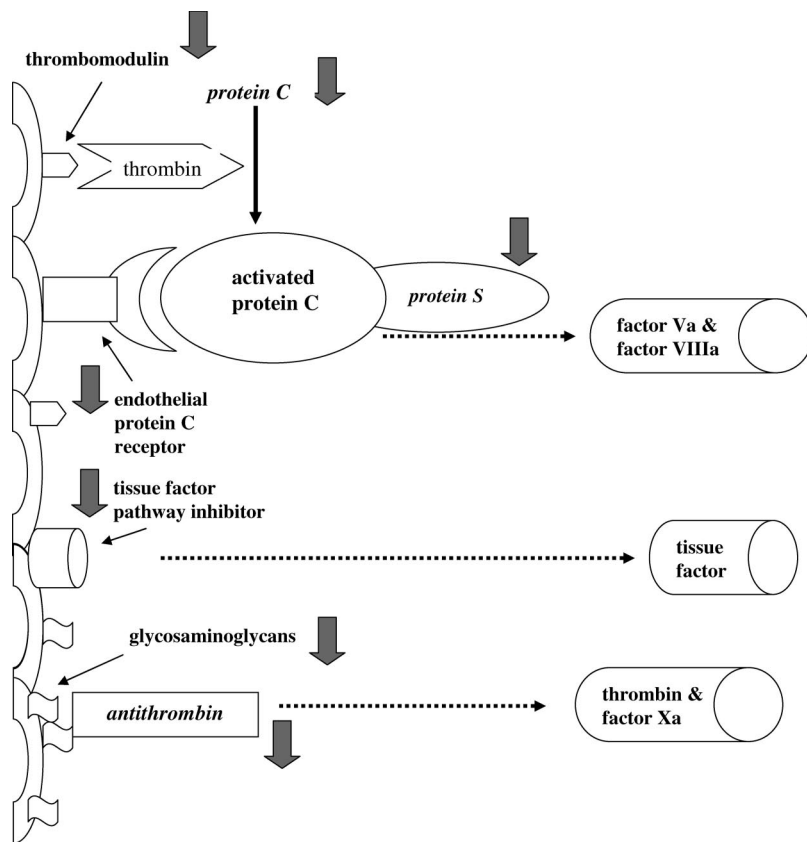 thrombomodulin
protein C
thrombin
activated
protein C
protein S
factor Va &
factor VIIIa
endothelial
protein C
receptor
tissue factor
pathway inhibitor
tissue
factor
glycosaminoglycans
antithrombin
thrombin &
factor Xa